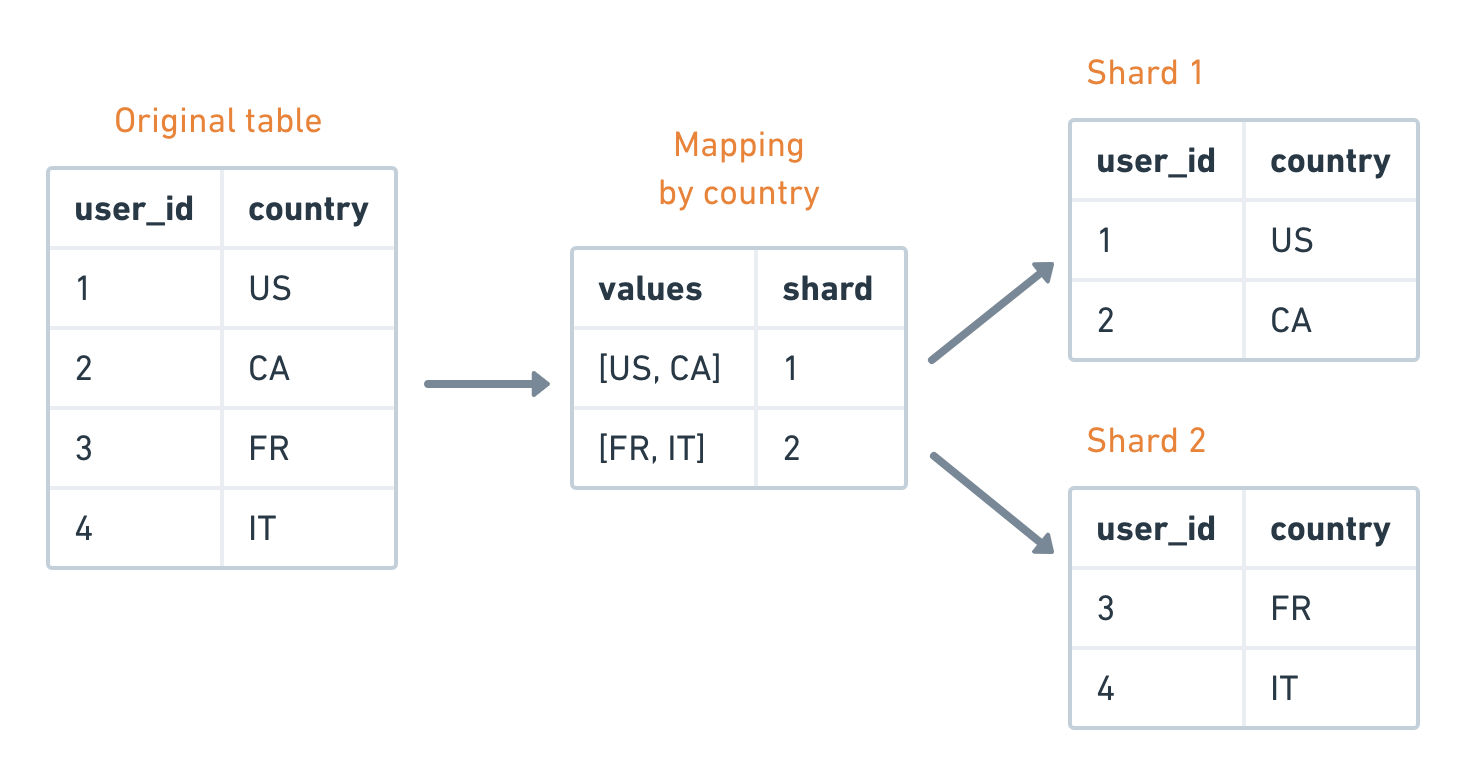 Original table
user_id country
1 US
2 CA
3 FR
4 IT
Mapping
by country
values shard
[US, CA] 1
[FR, IT] 2
Shard 1
user_id country
1 US
2 CA
Shard 2
user_id country
3 FR
4 IT